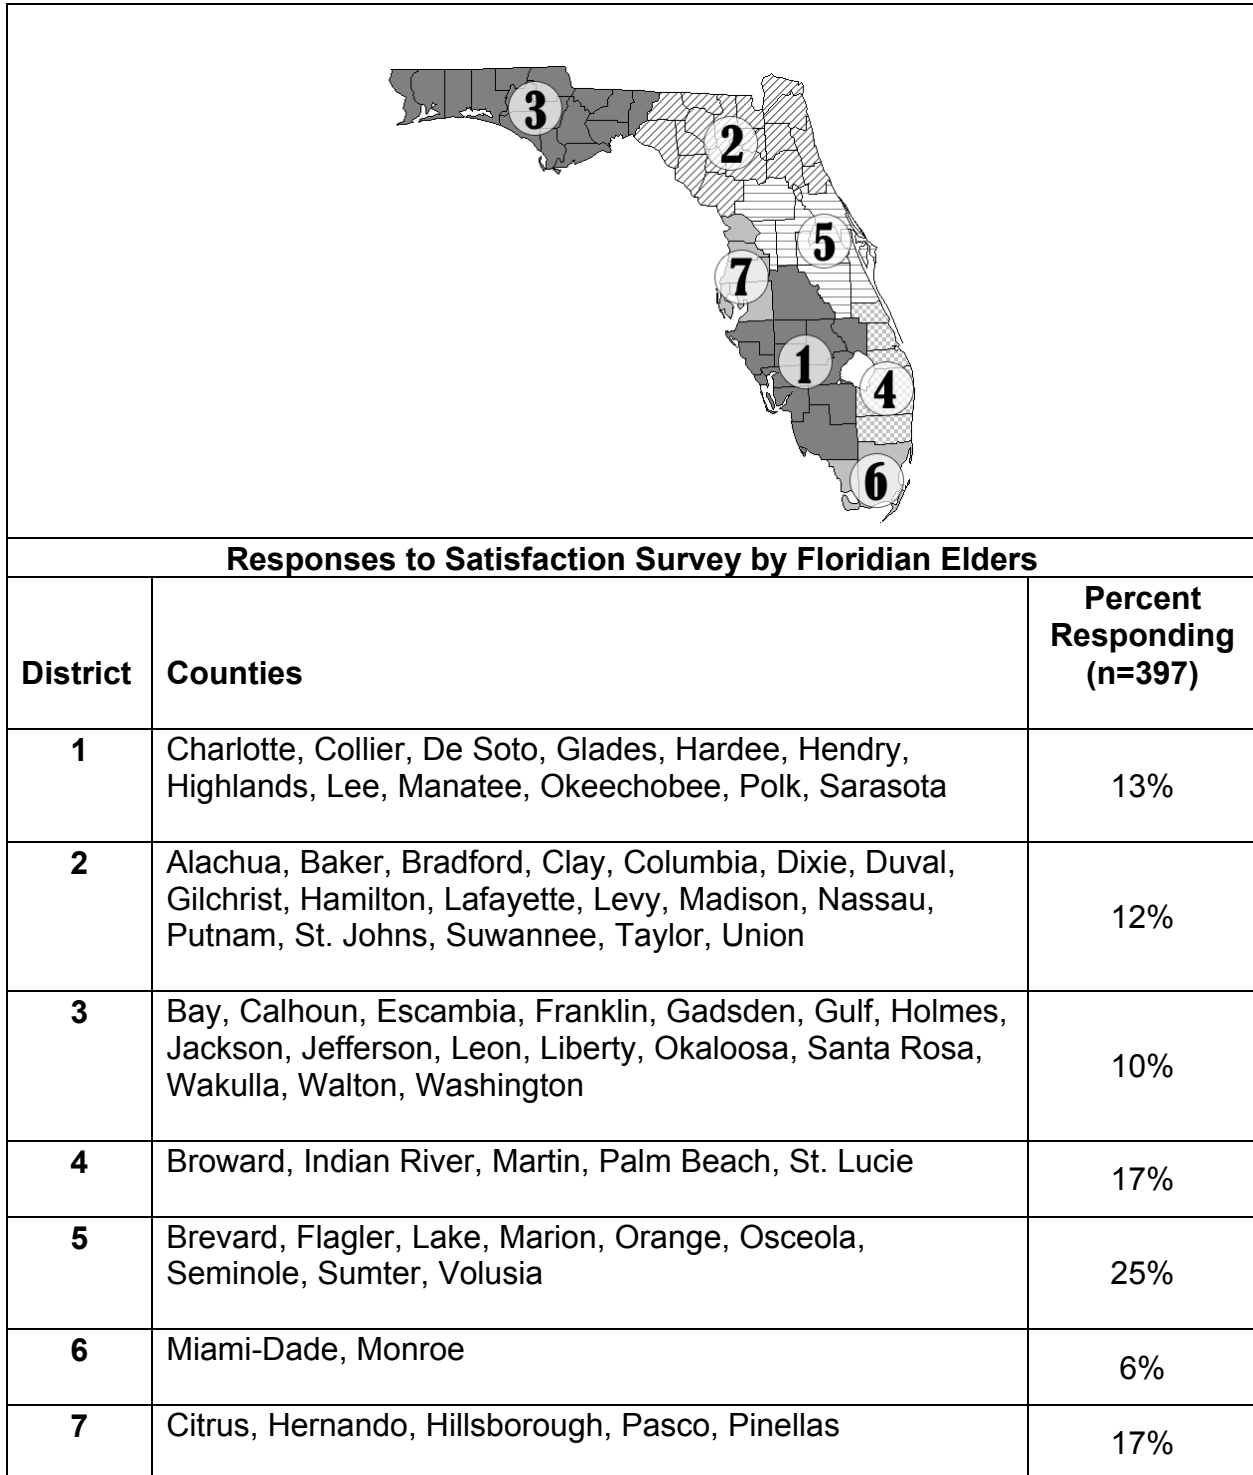 3
2
5
7
1
4
6
Responses to Satisfaction Survey by Floridian Elders
District
Counties
Percent
Responding
(n=397)
1
Charlotte, Collier, De Soto, Glades, Hardee, Hendry,
Highlands, Lee, Manatee, Okeechobee, Polk, Sarasota
13%
2
Alachua, Baker, Bradford, Clay, Columbia, Dixie, Duval,
Gilchrist, Hamilton, Lafayette, Levy, Madison, Nassau,
Putnam, St. Johns, Suwannee, Taylor, Union
12%
3
Bay, Calhoun, Escambia, Franklin, Gadsden, Gulf, Holmes,
Jackson, Jefferson, Leon, Liberty, Okaloosa, Santa Rosa,
Wakulla, Walton, Washington
10%
4
Broward, Indian River, Martin, Palm Beach, St. Lucie
17%
5
Brevard, Flagler, Lake, Marion, Orange, Osceola,
Seminole, Sumter, Volusia
25%
6
Miami-Dade, Monroe
6%
7
Citrus, Hernando, Hillsborough, Pasco, Pinellas
17%